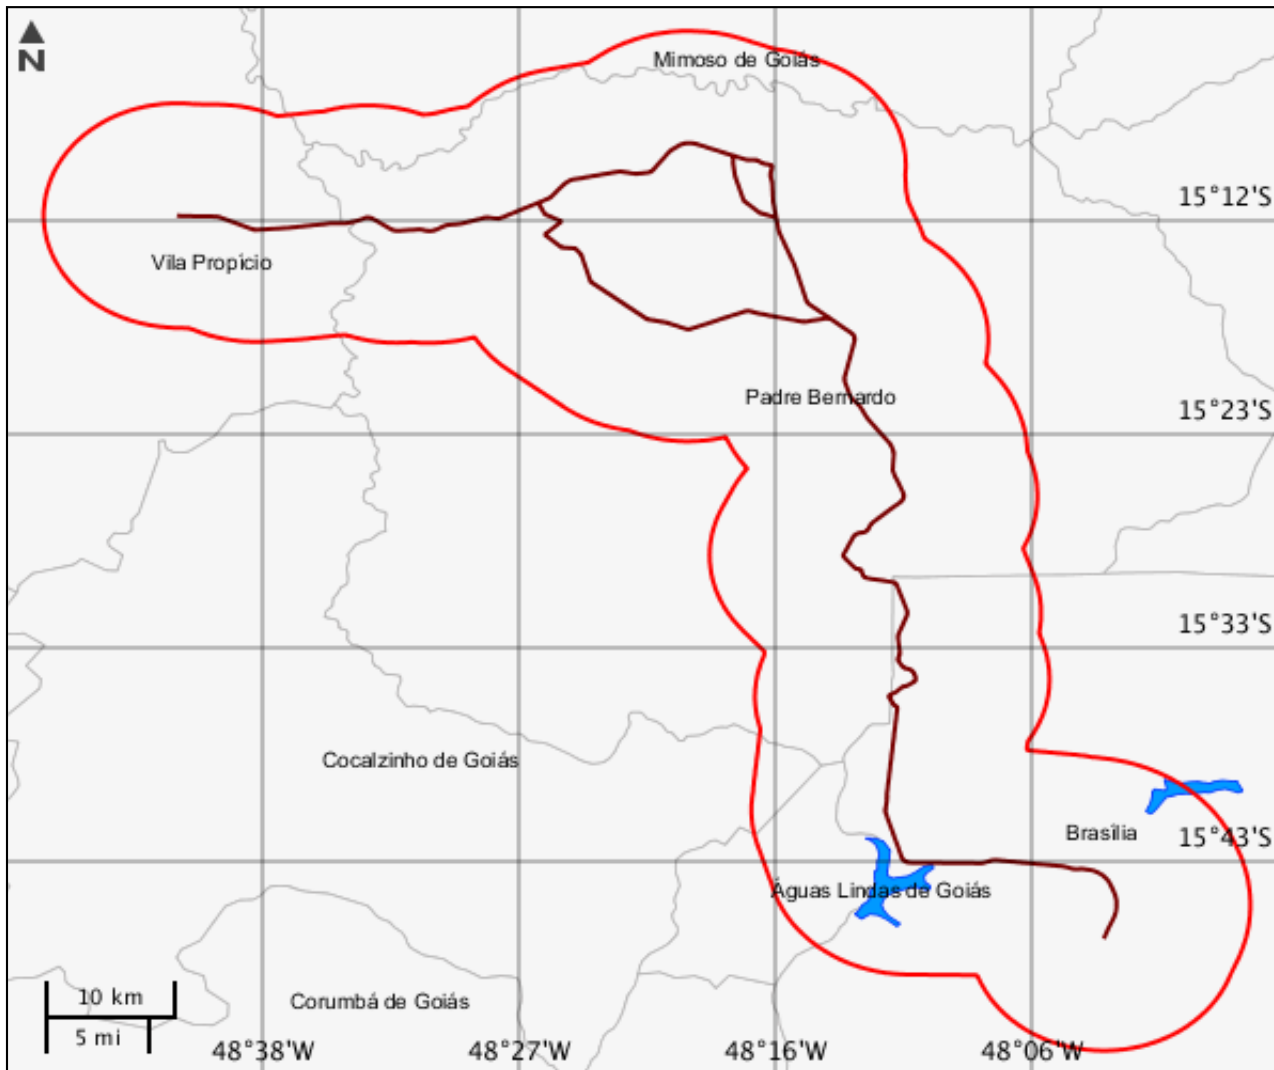 N
Mimoso de Goiás
15°12'S
Vila Propício
Padre Bernardo
15°23'S
15°33'S
Cocalzinho de Goiás
Brasília
15°43'S
Águas Lindas de Goiás
10 km
Corumbá de Goiás
5 mi
48°38'W
48°27'W
48°16'W
48°06'W